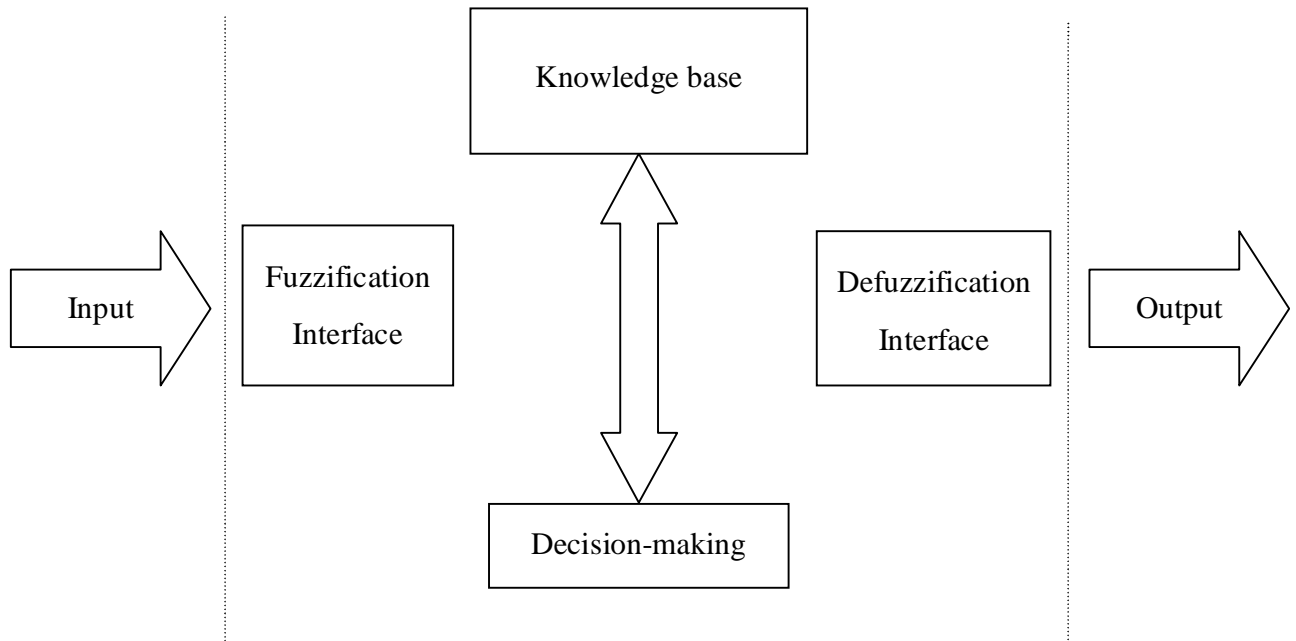 Knowledge base
Input
Fuzzification
Interface
Defuzzification
Interface
Output
Decision-making